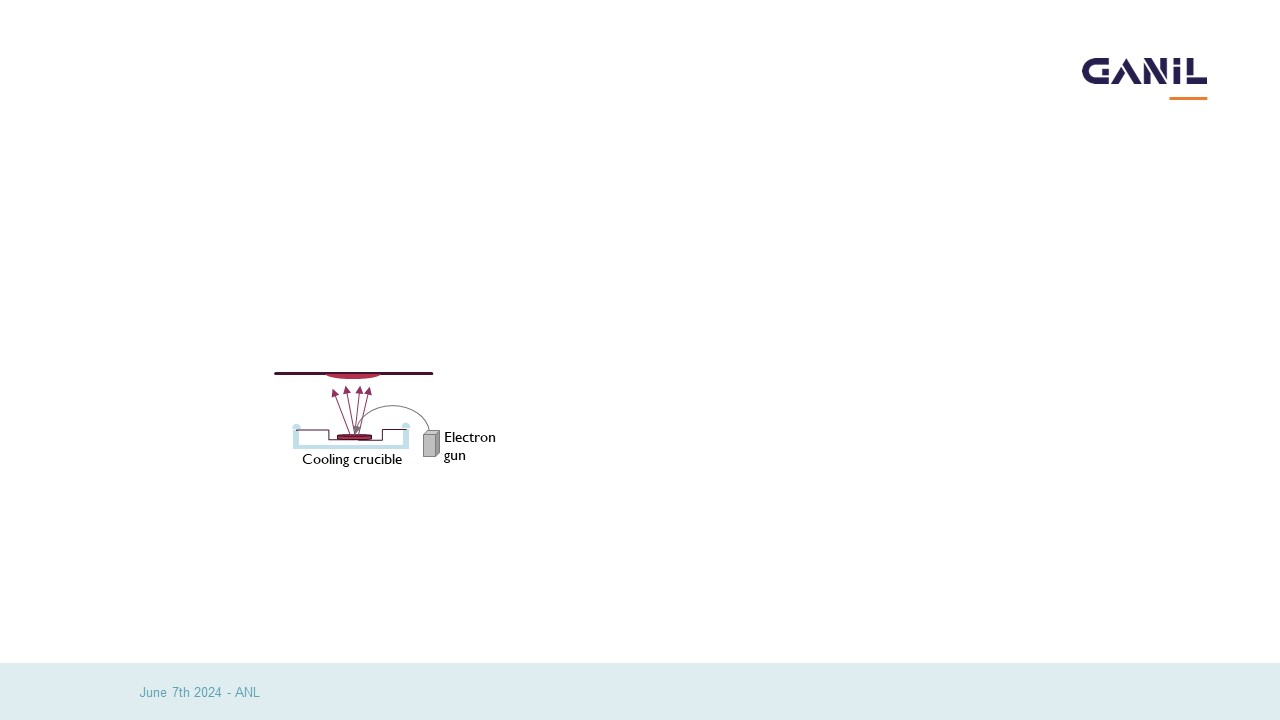 GANIL
Electron
gun
Cooling crucible
June 7th 2024 - ANL